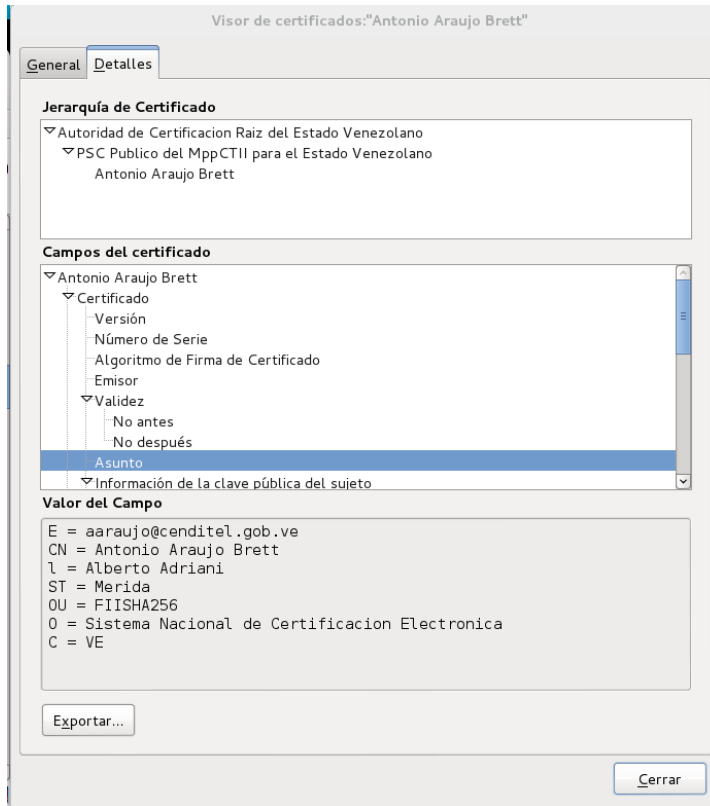 Visor de certificados:"Antonio Araujo Brett"
General Detalles
Jerarquía de Certificado
Autoridad de Certificacion Raiz del Estado Venezolano
PSC Publico del MppCTII para el Estado Venezolano
Antonio Araujo Brett
Campos del certificado
Antonio Araujo Brett
Certificado
Versión
Número de Serie
Algoritmo de Firma de Certificado
Emisor
Validez
No antes
No después
Asunto
Información de la clave pública del sujeto
Valor del Campo
E = aaraujo@cenditel.gob.ve
CN = Antonio Araujo Brett
l = Alberto Adriani
ST = Merida
OU = FIISHA256
O = Sistema Nacional de Certificacion Electronica
C = VE
Exportar...
Cerrar